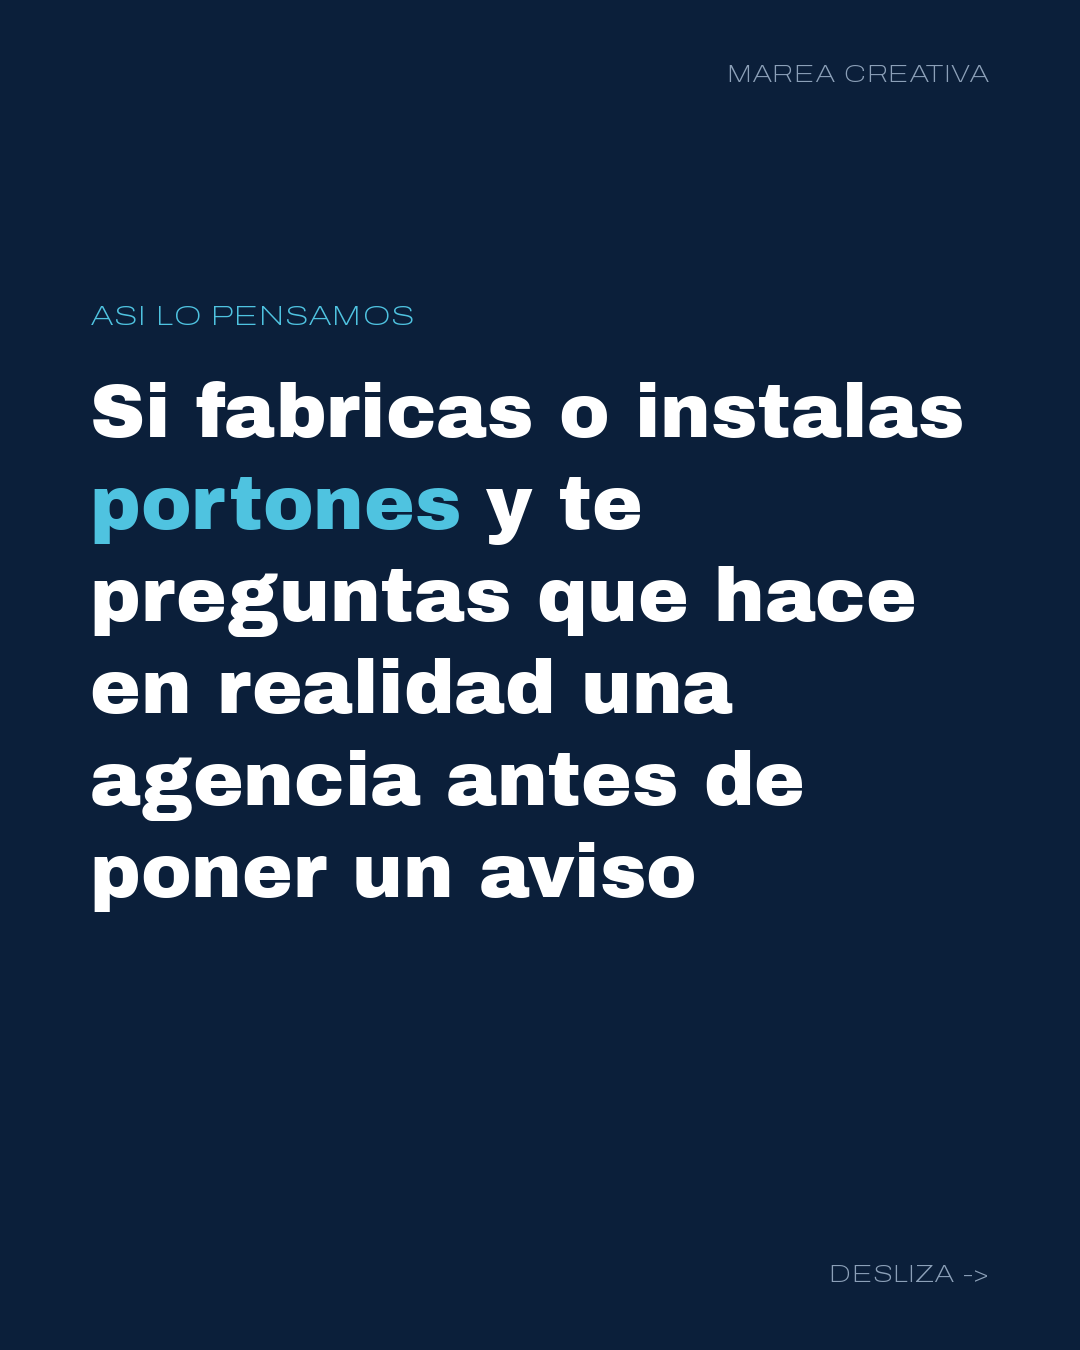 MAREA CREATIVA
ASI LO PENSAMOS
Si fabricas o instalas
portones y te
preguntas que hace
en realidad una
agencia antes de
poner un aviso
DESLIZA ->